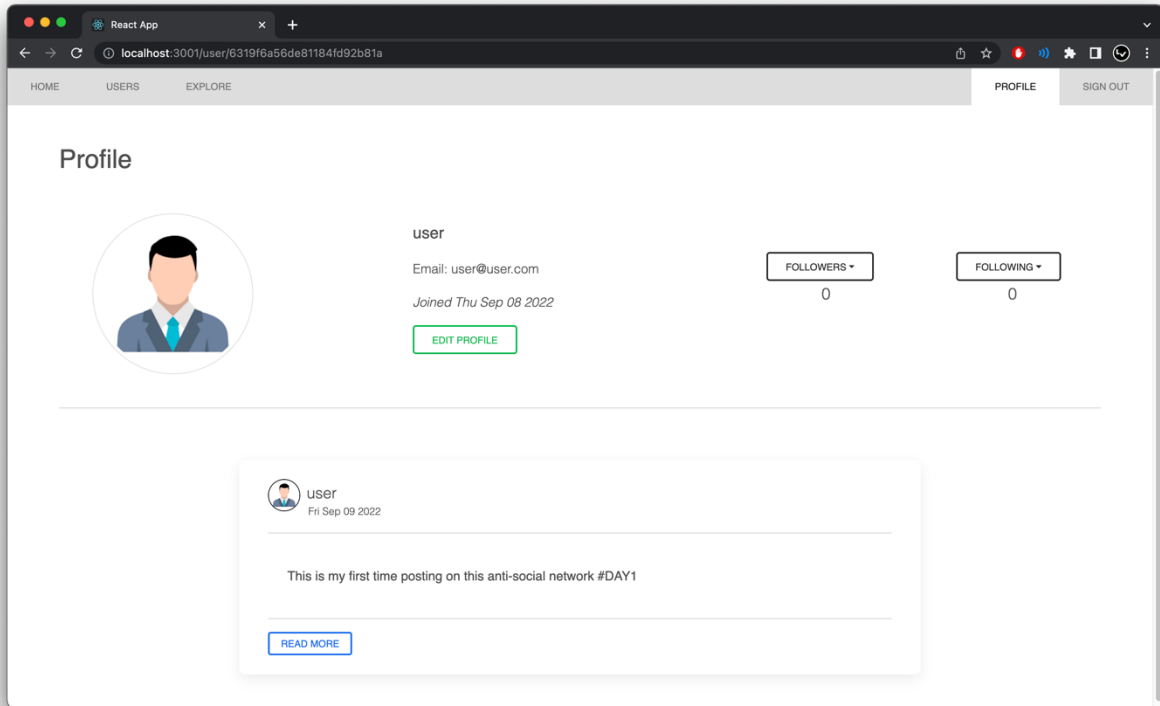 React App
localhost:3001/user/6319f6a56de81184fd92b81a
HOME USERS EXPLORE PROFILE SIGN OUT
Profile
user
Email: user@user.com
Joined Thu Sep 08 2022
EDIT PROFILE
FOLLOWERS
0
FOLLOWING
0
user
Fri Sep 09 2022
This is my first time posting on this anti-social network #DAY1
READ MORE